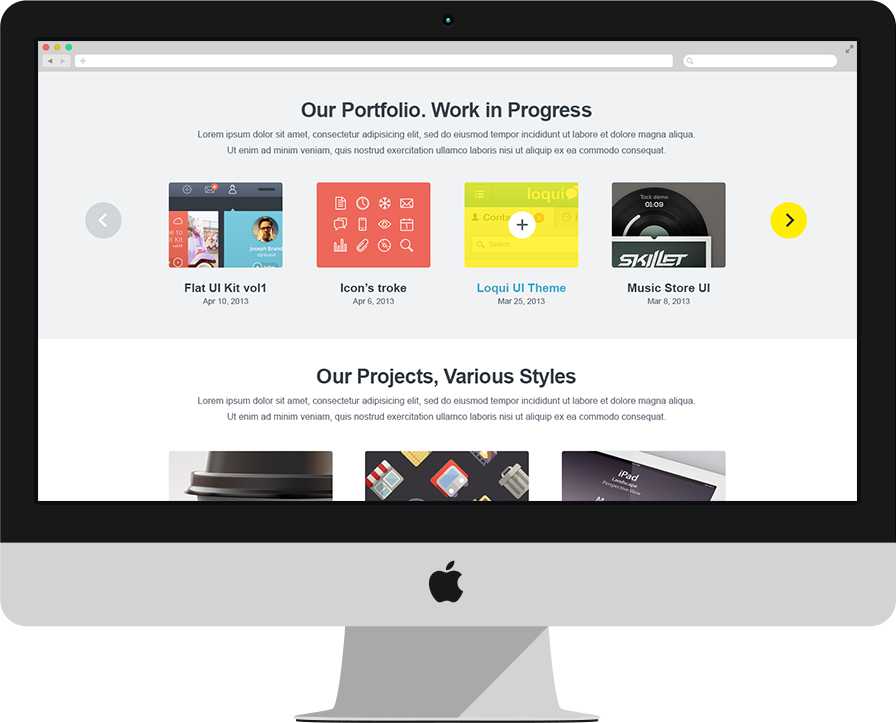 Our Portfolio. Work in Progress
Lorem ipsum dolor sit amet, consectetur adipisicing elit, sed do eiusmod tempor incididunt ut labore et dolore magna aliqua.
Ut enim ad minim veniam, quis nostrud exercitation ullamco laboris nisi ut aliquip ex ea commodo consequat.
Joseph Brand
loqui
Conta
Search...
Tock demo
01:09
SKILLET
Flat UI Kit vol1
Apr 10, 2013
Icon's troke
Apr 6, 2013
Loqui UI Theme
Mar 25, 2013
Music Store UI
Mar 8, 2013
Our Projects, Various Styles
Lorem ipsum dolor sit amet, consectetur adipisicing elit, sed do eiusmod tempor incididunt ut labore et dolore magna aliqua.
Ut enim ad minim veniam, quis nostrud exercitation ullamco laboris nisi ut aliquip ex ea commodo consequat.
iPad
Landscape
Perspective View